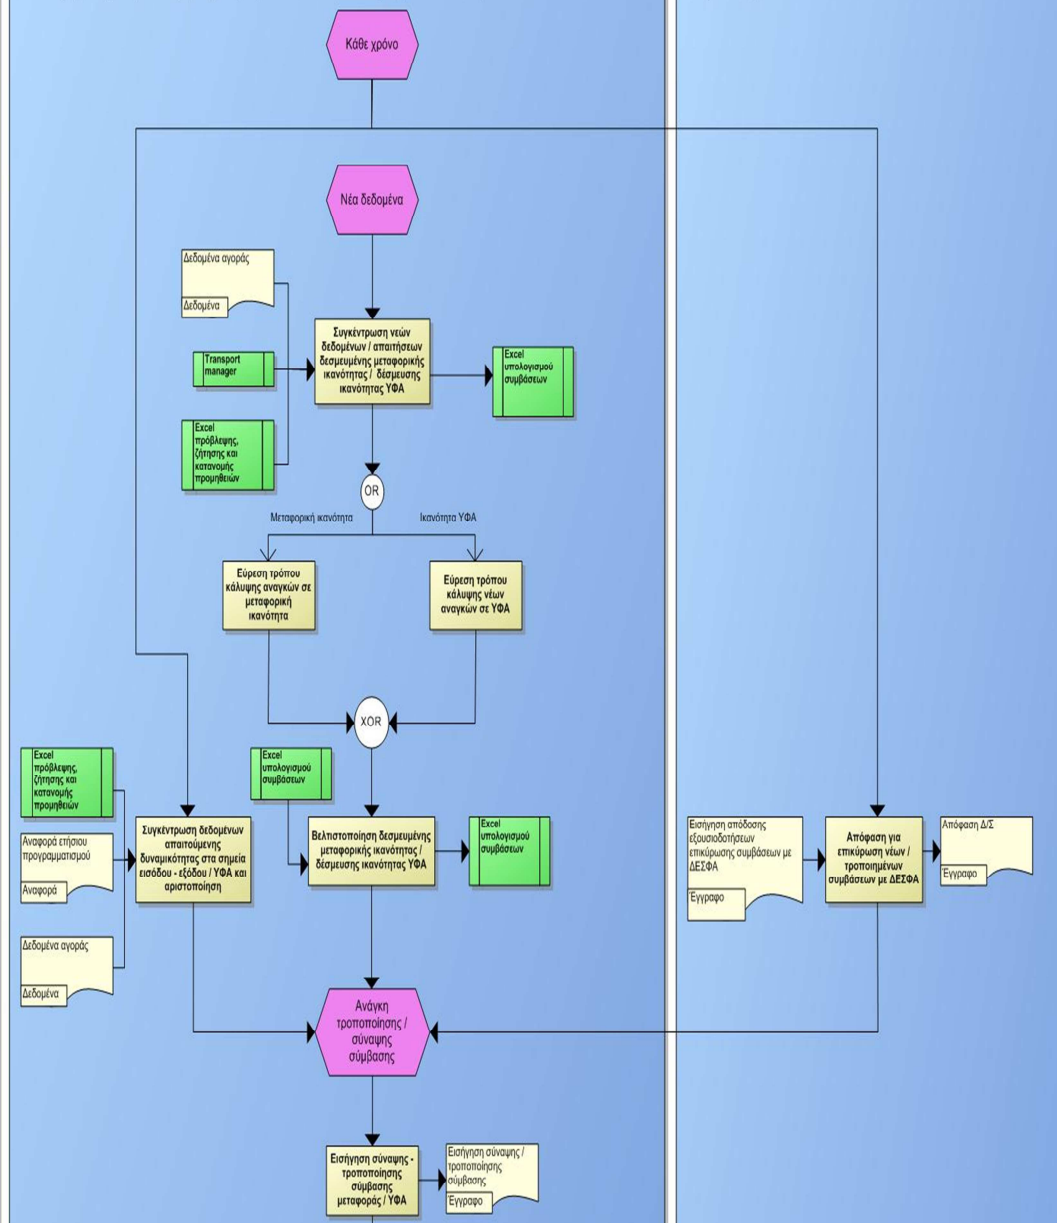 Κάθε χρόνο
Νέα δεδομένα
Δεδομένα αγοράς
Δεδομένα
Transport
manager
Excel
πρόβλεψης,
ζήτησης και
κατανομής
προμηθειών
Συγκέντρωση νεών
δεδομένων / απαιτήσεων
δεσμευμένης μεταφορικής
ικανότητας / δέσμευσης
ικανότητας ΥΦΑ
Excel
υπολογισμού
συμβάσεων
OR
Μεταφορική ικανότητα
Ικανότητα ΥΦΑ
Εύρεση τρόπου
κάλυψης αναγκών σε
μεταφορική
ικανότητα
Εύρεση τρόπου
κάλυψης νέων
αναγκών σε ΥΦΑ
XOR
Excel
πρόβλεψης,
ζήτησης και
κατανομής
προμηθειών
Αναφορά ετήσιου
προγραμματισμού
Αναφορά
Δεδομένα αγοράς
Δεδομένα
Συγκέντρωση δεδομένων
απαιτούμενης
δυναμικότητας στα σημεία
εισόδου - εξόδου / ΥΦΑ και
αριστοποίηση
Excel
υπολογισμού
συμβάσεων
Βελτιστοποίηση δεσμευμένης
μεταφορικής ικανότητας /
δέσμευσης ικανότητας ΥΦΑ
Excel
υπολογισμού
συμβάσεων
Εισήγηση απόδοσης
εξουσιοδοτήσεων
επικύρωσης συμβάσεων με
ΔΕΣΦΑ
Έγγραφο
Απόφαση για
επικύρωση νέων /
τροποιημένων
συμβάσεων με ΔΕΣΦΑ
Απόφαση Δ/Σ
Έγγραφο
Ανάγκη
τροποποίησης /
σύναψης
σύμβασης
Εισήγηση σύναψης -
τροποποίησης
σύμβασης
μεταφοράς / ΥΦΑ
Εισήγηση σύναψης /
τροποποίησης
σύμβασης
Έγγραφο